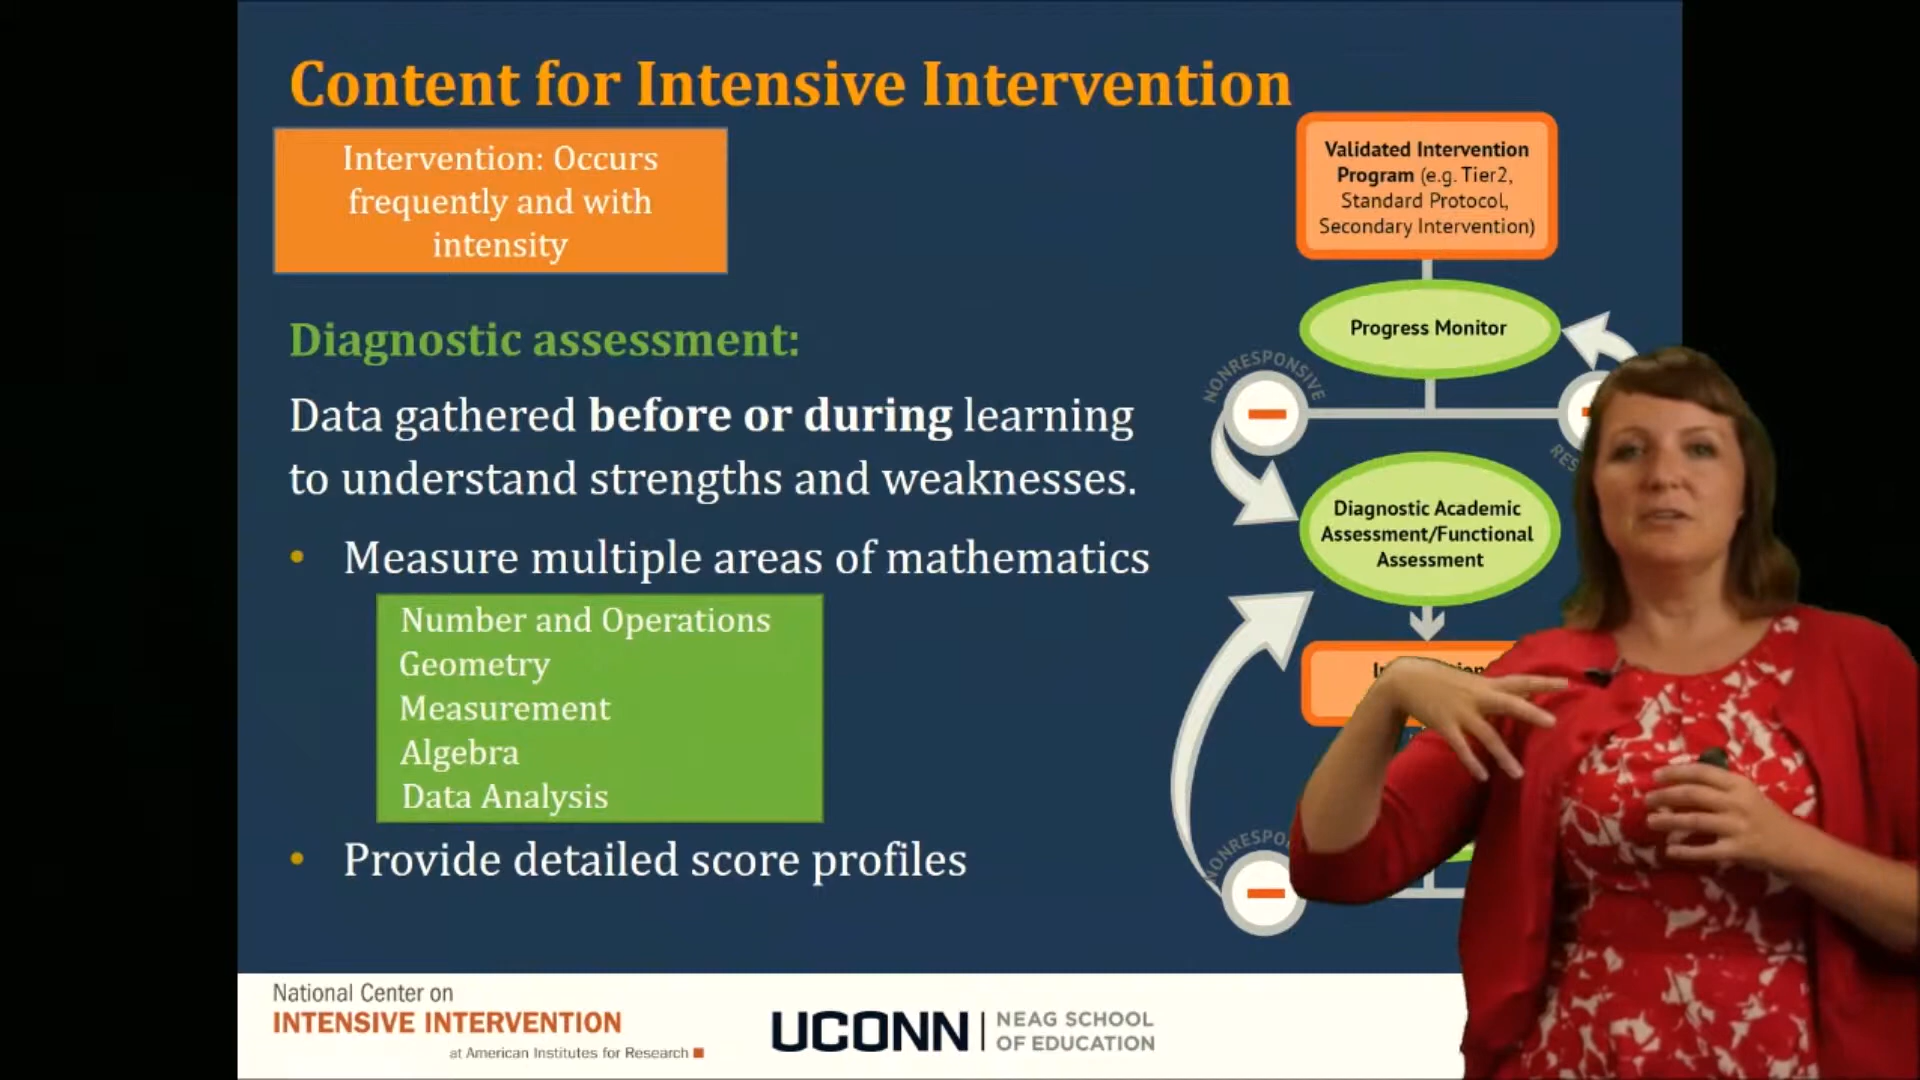 Content for Intensive Intervention
Intervention: Occurs
frequently and with
intensity
Diagnostic assessment:
Data gathered before or during learning
to understand strengths and weaknesses.
• Measure multiple areas of mathematics
Number and Operations
Geometry
Measurement
Algebra
Data Analysis
• Provide detailed score profiles
Validated Intervention
Program (e.g. Tier2,
Standard Protocol,
Secondary Intervention)
Progress Monitor
NONRESPONSIVE
Diagnostic Academic
Assessment/Functional
Assessment
National Center on
INTENSIVE INTERVENTION
at American Institutes for Research
UCONN
NEAG SCHOOL
OF EDUCATION